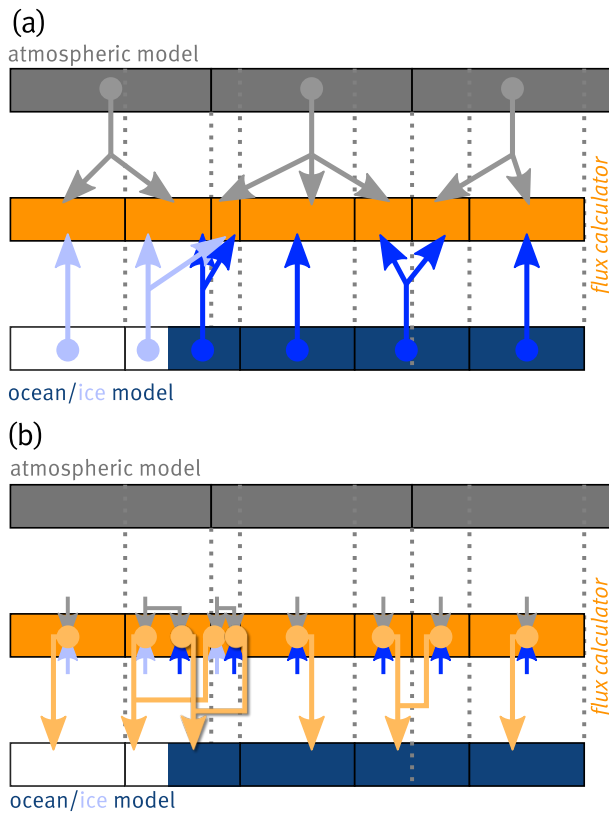 (a)
atmospheric model
flux calculator
ocean/ice model
(b)
atmospheric model
flux calculator
ocean/ice model